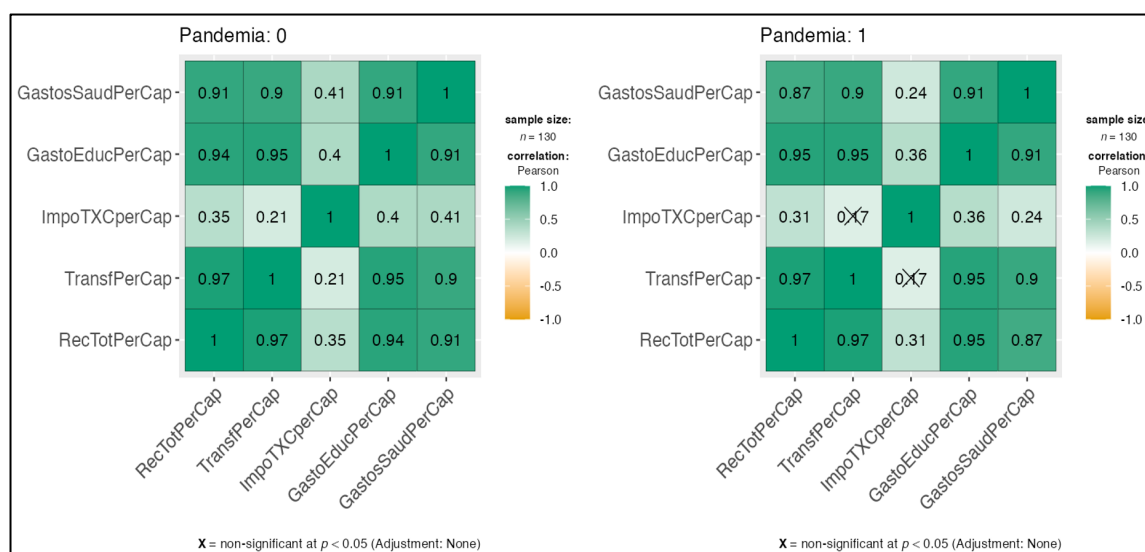 Pandemia: 0
GastosSaudPerCap 0.91 0.9 0.41 0.91 1
GastoEducPerCap 0.94 0.95 0.4 1 0.91
ImpoTXCperCap 0.35 0.21 1 0.4 0.41
TransfPerCap 0.97 1 0.21 0.95 0.9
RecTotPerCap 1 0.97 0.35 0.94 0.91
RecTotPerCap TransfPerCap ImpoTXCperCap GastoEducPerCap GastosSaudPerCap
sample size:
n = 130
correlation:
Pearson
1.0
0.5
0.0
-0.5
-1.0
X = non-significant at p < 0.05 (Adjustment: None)
Pandemia: 1
GastosSaudPerCap 0.87 0.9 0.24 0.91 1
GastoEducPerCap 0.95 0.95 0.36 1 0.91
ImpoTXCperCap 0.31 0.17 1 0.36 0.24
TransfPerCap 0.97 1 0.17 0.95 0.9
RecTotPerCap 1 0.97 0.31 0.95 0.87
RecTotPerCap TransfPerCap ImpoTXCperCap GastoEducPerCap GastosSaudPerCap
sample size:
n = 130
correlation:
Pearson
1.0
0.5
0.0
-0.5
-1.0
X = non-significant at p < 0.05 (Adjustment: None)